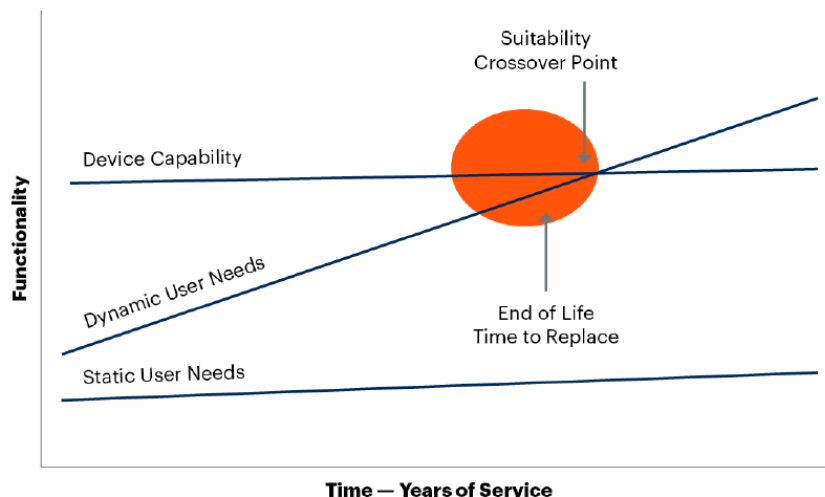 Suitability
Crossover Point
Device Capability
Functionality
Dynamic User Needs
End of Life
Time to Replace
Static User Needs
Time — Years of Service